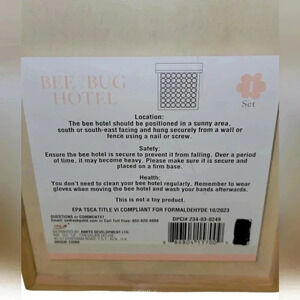 BEE BUG
HOTEL
1
Set
Location:
The bee hotel should be positioned in a sunny area,
south or south-east facing and hung securely from a wall or
fence using a nail or screw.
Safety:
Ensure the bee hotel is secure to prevent it from falling. Over a period
of time, it may become heavy. Please make sure it is secure and
placed on a firm base.
Health:
You don't need to clean your bee hotel regularly. Remember to wear
gloves when moving the bee hotel and wash your hands afterwards.
EPA TSCA TITLE VI COMPLIANT FOR FORMALDEHYDE 10/2023
QUESTIONS or COMMENTS?
DPCI# 234-03-0249